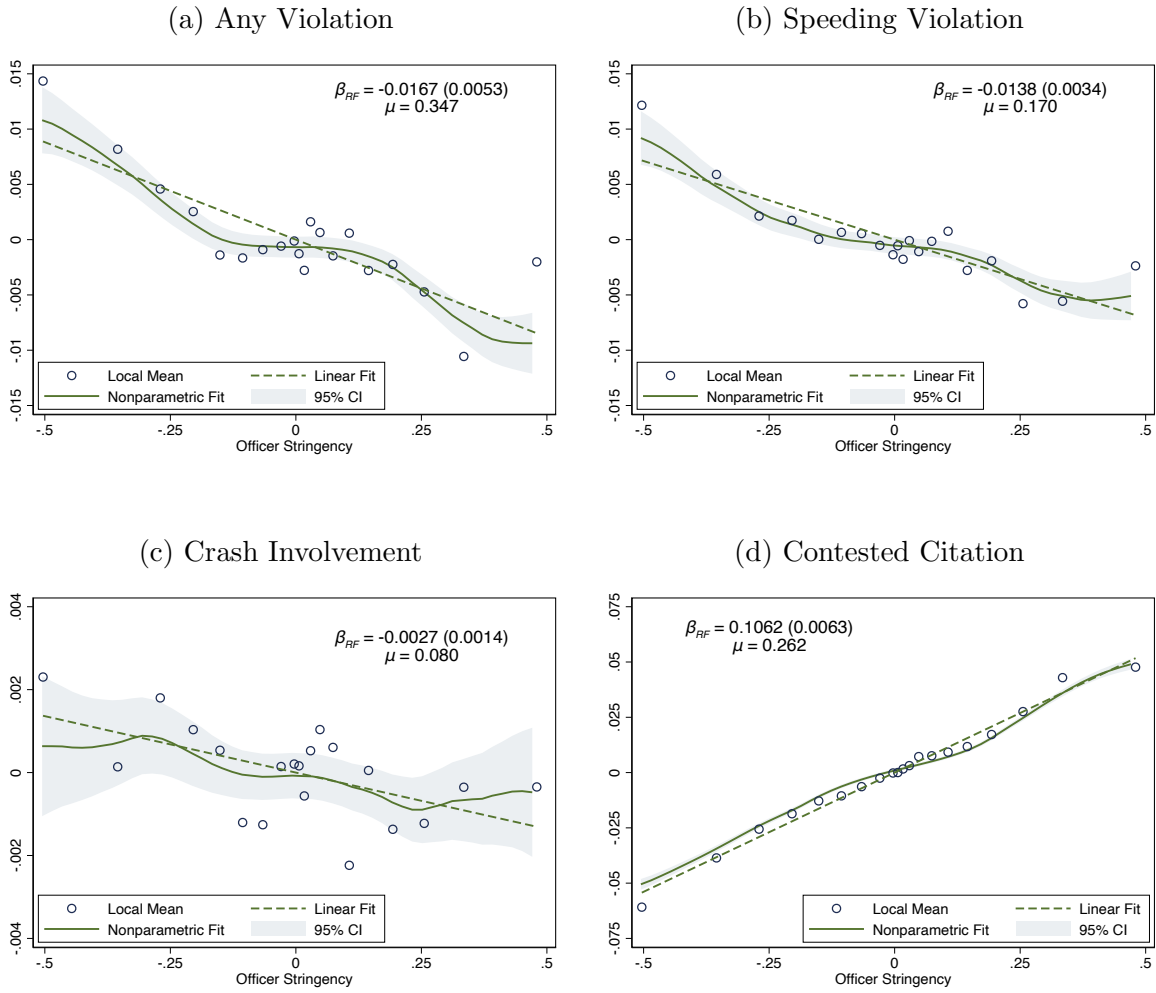 (a) Any Violation
β_RF = -0.0167 (0.0053)
μ = 0.347
.015
.01
.005
0
-.005
-.01
-.015
Local Mean Linear Fit
Nonparametric Fit 95% CI
-.5 -.25 0 .25 .5
Officer Stringency
(b) Speeding Violation
β_RF = -0.0138 (0.0034)
μ = 0.170
.015
.01
.005
0
-.005
-.01
-.015
Local Mean Linear Fit
Nonparametric Fit 95% CI
-.5 -.25 0 .25 .5
Officer Stringency
(c) Crash Involvement
β_RF = -0.0027 (0.0014)
μ = 0.080
.004
.002
0
-.002
-.004
Local Mean Linear Fit
Nonparametric Fit 95% CI
-.5 -.25 0 .25 .5
Officer Stringency
(d) Contested Citation
β_RF = 0.1062 (0.0063)
μ = 0.262
.075
.05
.025
0
-.025
-.05
-.075
Local Mean Linear Fit
Nonparametric Fit 95% CI
-.5 -.25 0 .25 .5
Officer Stringency